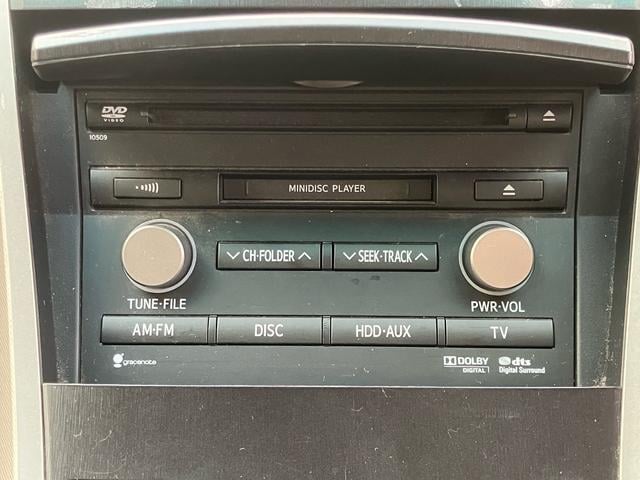 DVD
VIDEO
10509
MINIDISC PLAYER
CH·FOLDER
SEEK·TRACK
TUNE·FILE
PWR·VOL
AM·FM
DISC
HDD·AUX
TV
gracenote
DOLBY
DIGITAL
dts
Digital Surround